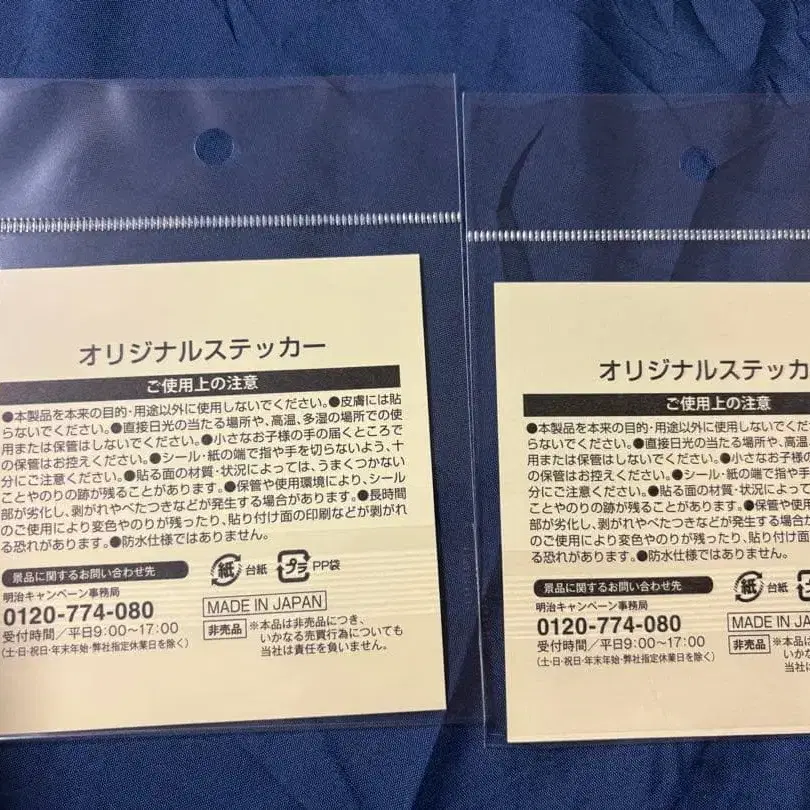 オリジナルステッカー
ご使用上の注意
●本製品を本来の目的・用途以外に使用しないでください。●皮膚には貼
らないでください。●直接日光の当たる場所や、高温、多湿の場所での使
用または保管はしないでください。●小さなお子様の手の届くところで
の保管はお控えください。●シール・紙の端で指や手を切らないよう、十
分にご注意ください。●貼る面の材質・状況によっては、うまくつかない
ことやのりの跡が残ることがあります。●保管や使用環境により、シール
部が劣化し、剥がれやべたつきなどが発生する場合があります。●長時間
のご使用により変色やのりが残ったり、貼り付け面の印刷などが剥がれ
る恐れがあります。●防水仕様ではありません。
景品に関するお問い合わせ先
明治キャンペーン事務局
0120-774-080
受付時間/平日9:00〜17:00
(土・日・祝日・年末年始・弊社指定休業日を除く)
紙 台紙 プラ PP袋
MADE IN JAPAN
非売品 ※本品は非売品につき、
いかなる売買行為についても
当社は責任を負いません。
オリジナルステッカ
ご使用上の注意
●本製品を本来の目的・用途以外に使用しないでくだ
らないでください。●直接日光の当たる場所や、高温
用または保管はしないでください。●小さなお子様
の保管はお控えください。●シール・紙の端で指や手
分にご注意ください。●貼る面の材質・状況によって
ことやのりの跡が残ることがあります。●保管や使用
部が劣化し、剥がれやべたつきなどが発生する場合
のご使用により変色やのりが残ったり、貼り付け面
る恐れがあります。●防水仕様ではありません。
景品に関するお問い合わせ先
明治キャンペーン事務局
0120-774-080
受付時間/平日9:00〜17:00
(土・日・祝日・年末年始・弊社指定休業日を除く)
紙 台紙
MADE IN JA
非売品 ※本品
いかな
当社